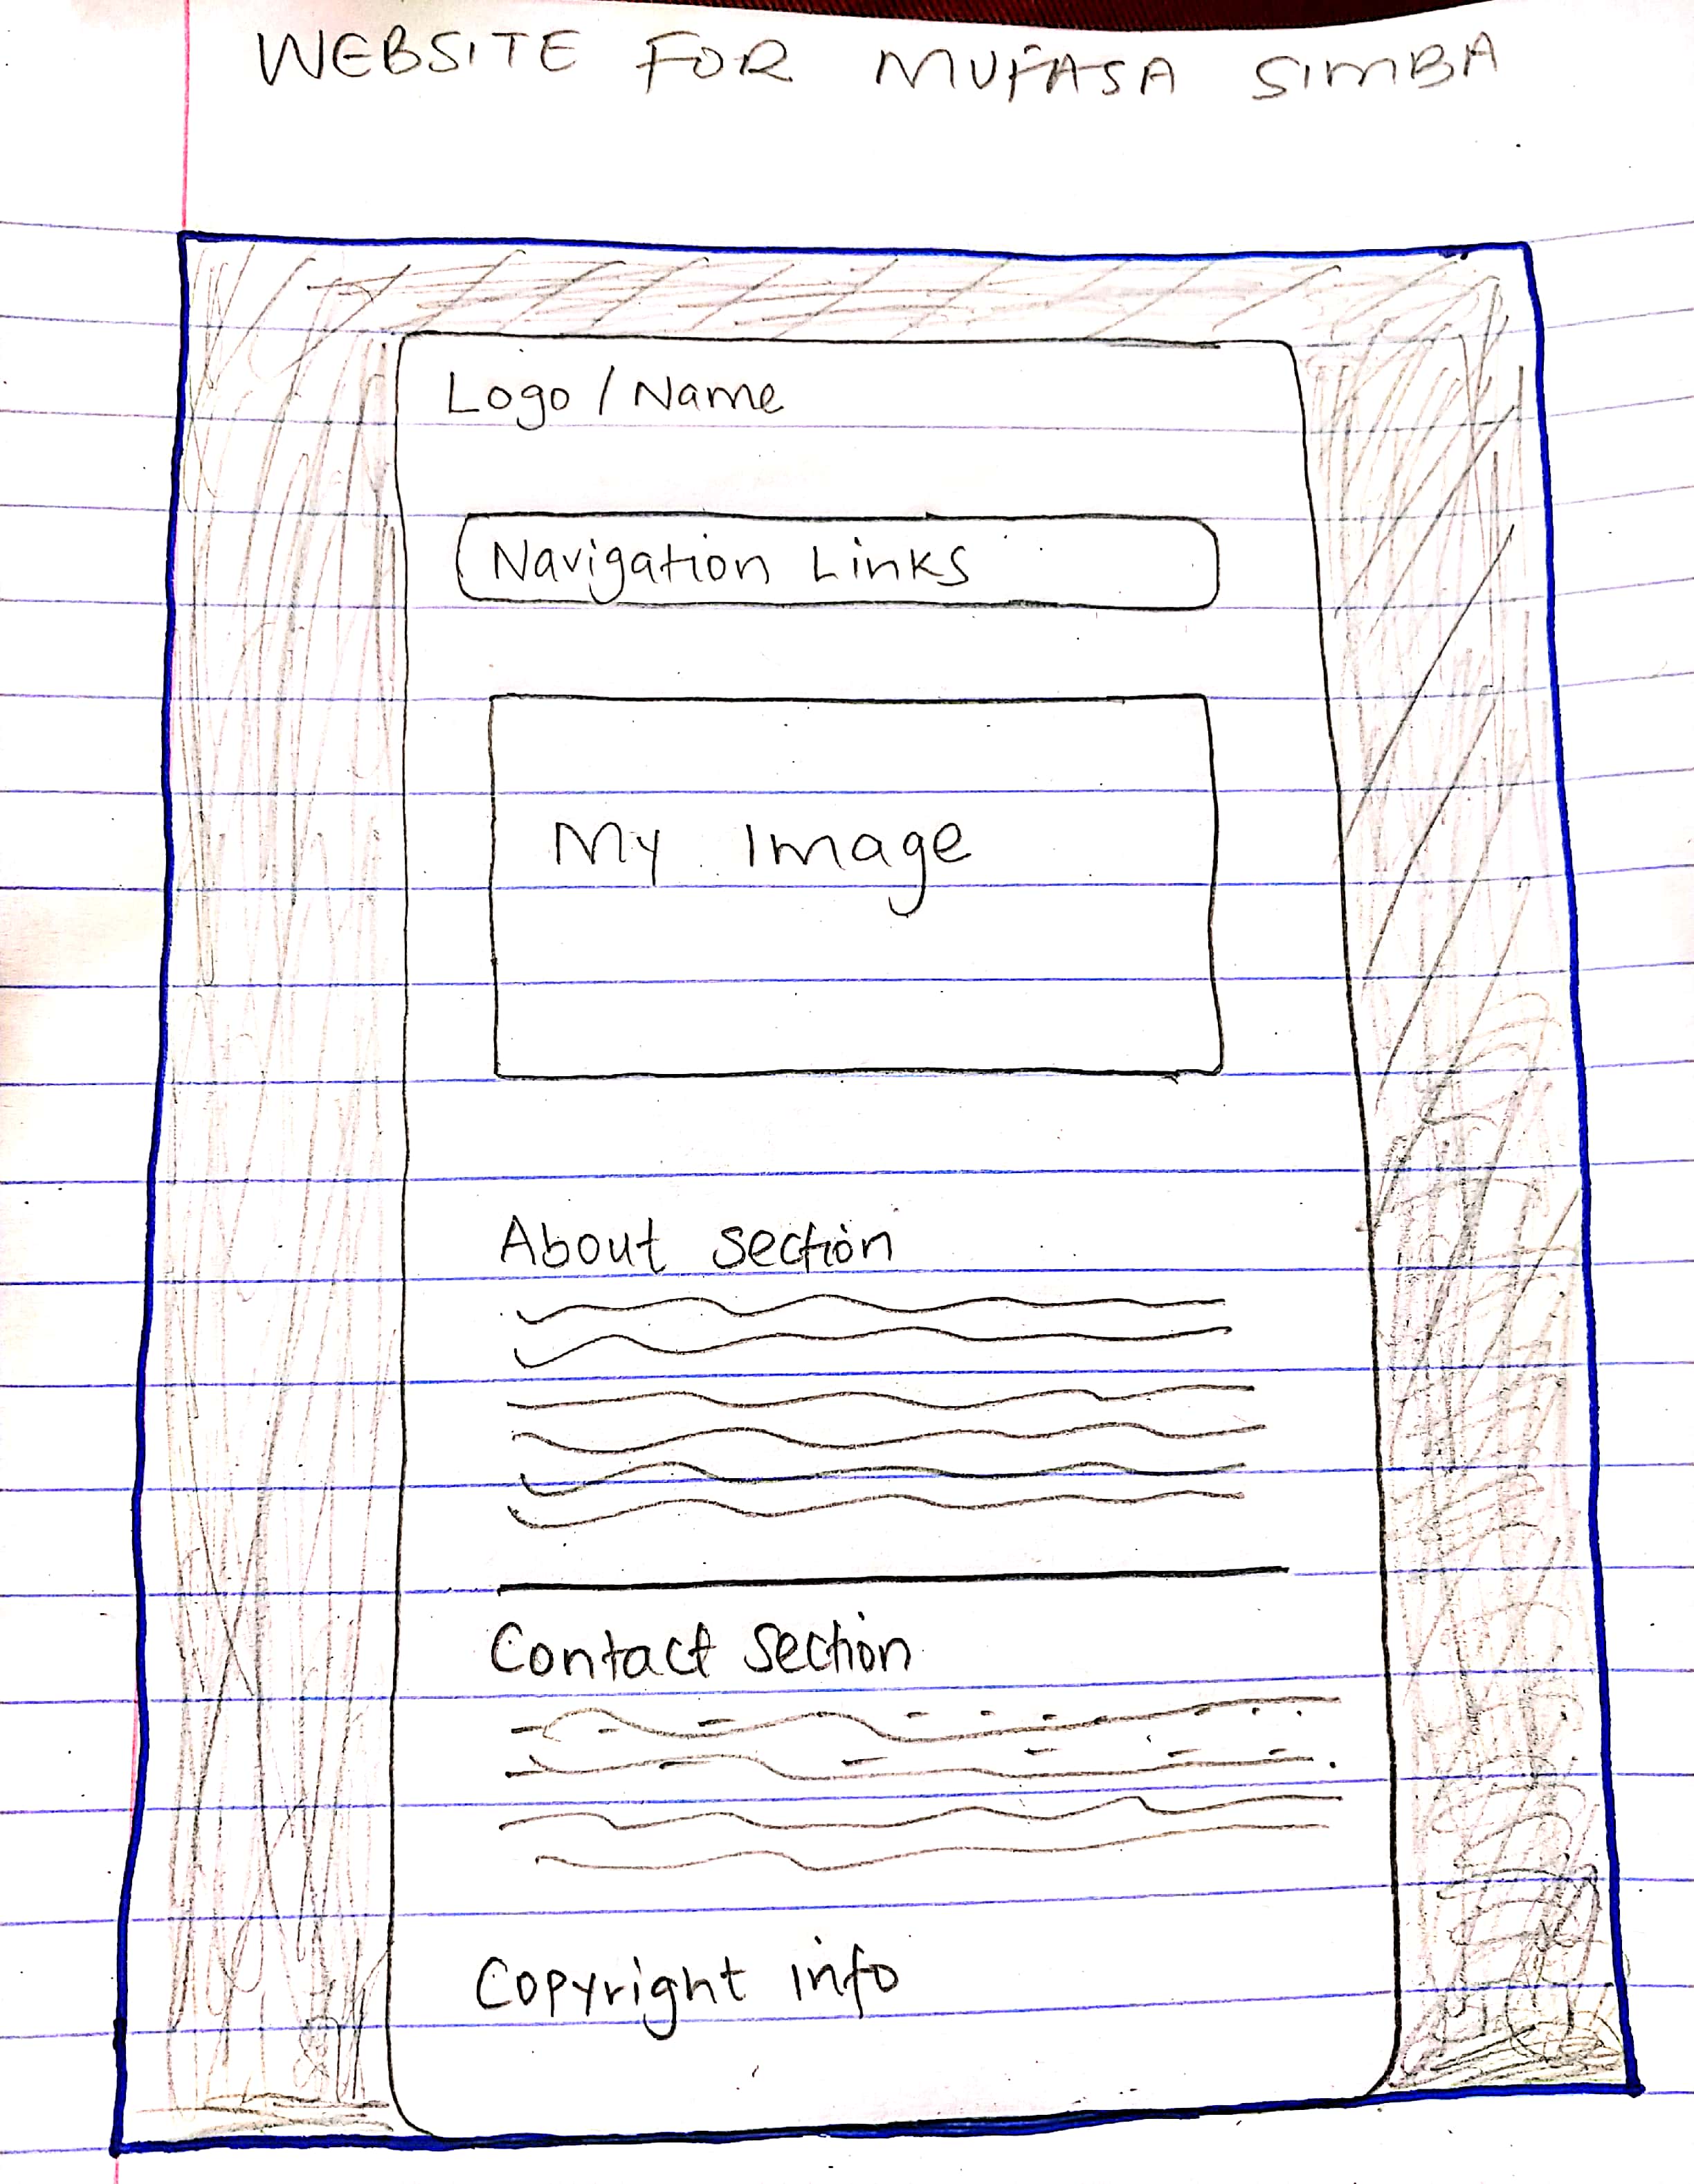 WEBSITE FOR MUFASA SIMBA
Logo / Name
Navigation Links
My Image
About section
Contact section
Copyright info